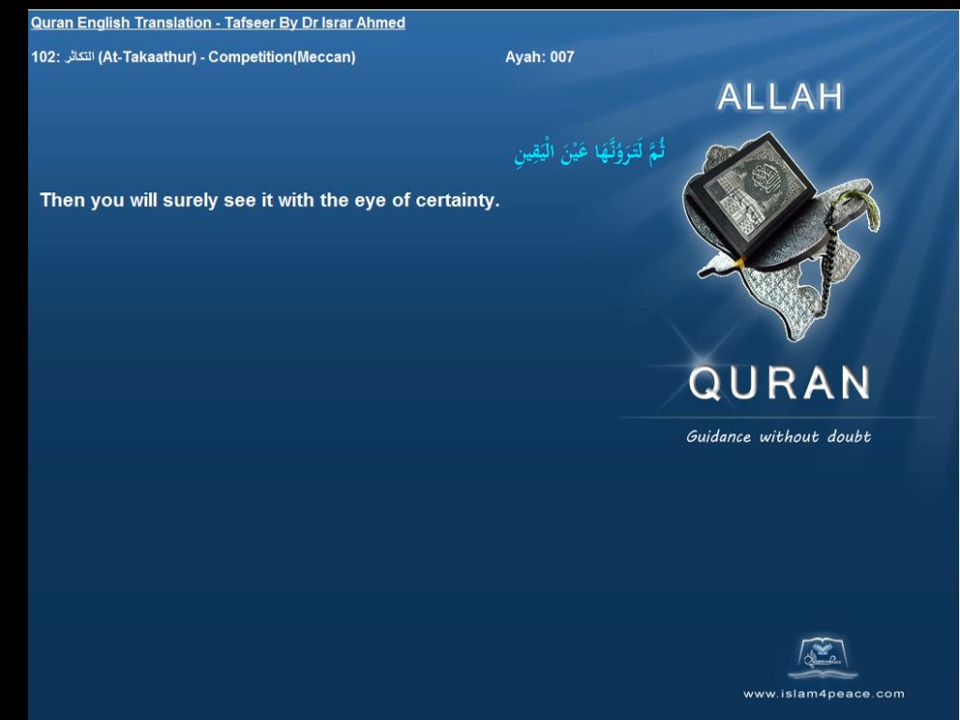 Quran English Translation - Tafseer By Dr Israr Ahmed
102: التكاثر (At-Takaathur) - Competition(Meccan) Ayah: 007
ALLAH
ثُمَّ لَتَرَوُنَّهَا عَيْنَ الْيَقِينِ
Then you will surely see it with the eye of certainty.
QURAN
Guidance without doubt
www.islam4peace.com